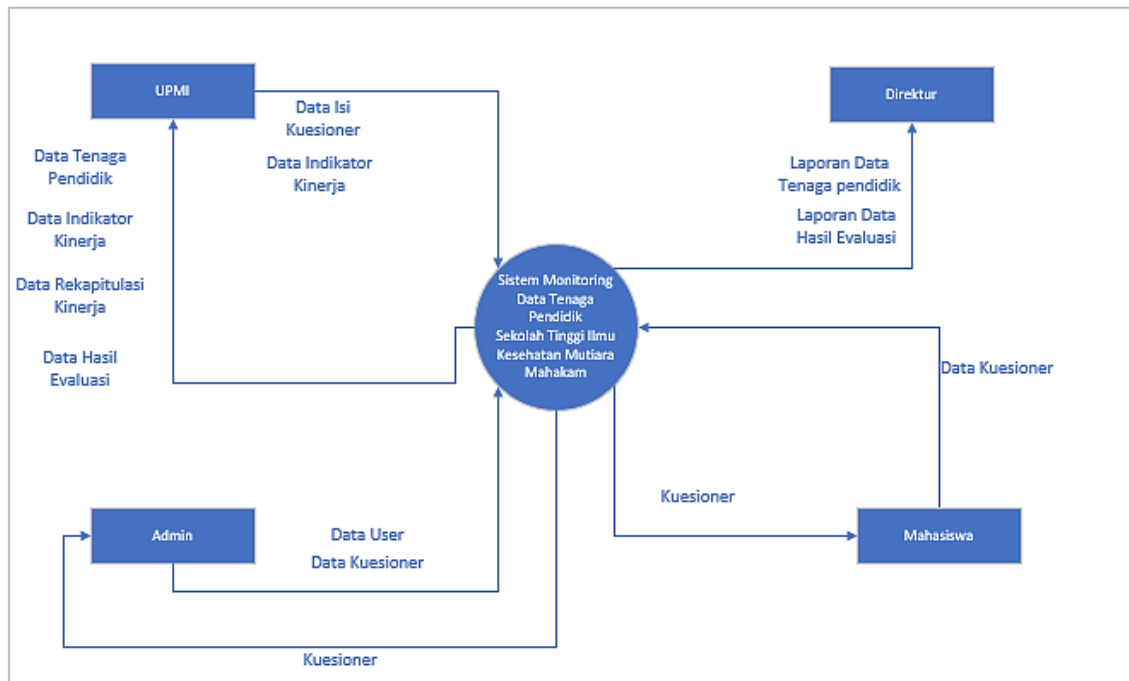 UPMI
Direktur
Data Isi
Kuesioner
Data Indikator
Kinerja
Data Tenaga
Pendidik
Data Indikator
Kinerja
Data Rekapitulasi
Kinerja
Data Hasil
Evaluasi
Laporan Data
Tenaga pendidik
Laporan Data
Hasil Evaluasi
Sistem Monitoring
Data Tenaga
Pendidik
Sekolah Tinggi Ilmu
Kesehatan Mutiara
Mahakam
Data Kuesioner
Kuesioner
Admin
Data User
Data Kuesioner
Mahasiswa
Kuesioner